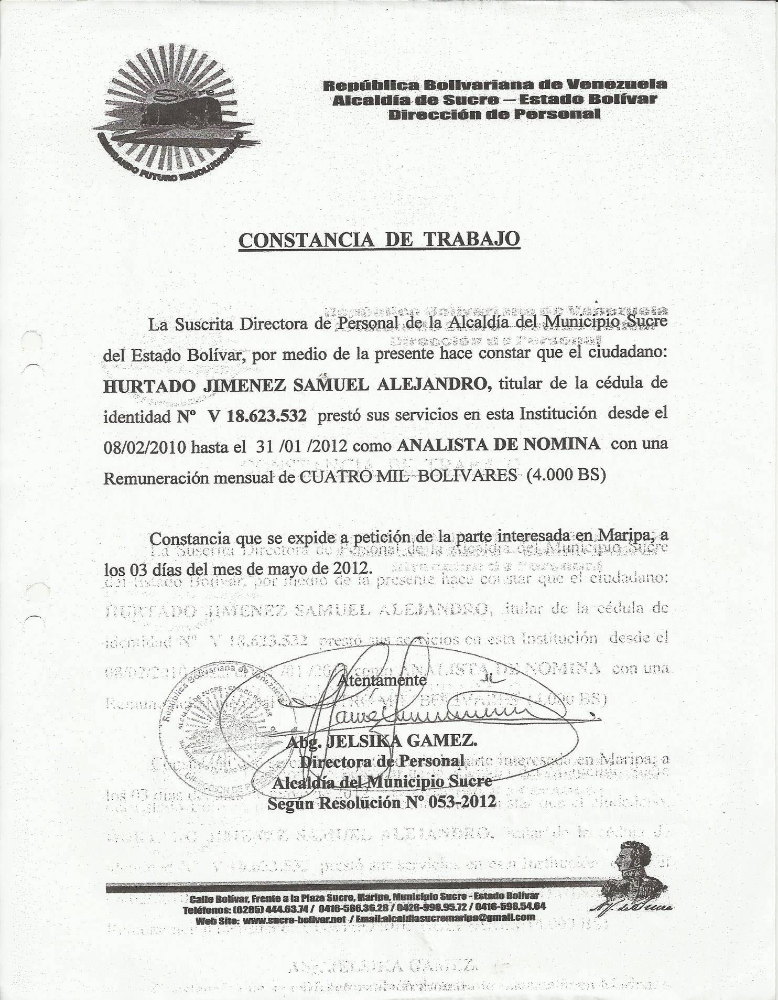 República Bolivariana de Venezuela
Alcaldía de Sucre – Estado Bolívar
Dirección de Personal
Sucre
SEMBRANDO FUTURO REVOLUCIONARIO
CONSTANCIA DE TRABAJO
La Suscrita Directora de Personal de la Alcaldía del Municipio Sucre
del Estado Bolívar, por medio de la presente hace constar que el ciudadano:
HURTADO JIMENEZ SAMUEL ALEJANDRO, titular de la cédula de
identidad Nº V 18.623.532 prestó sus servicios en esta Institución desde el
08/02/2010 hasta el 31 /01 /2012 como ANALISTA DE NOMINA con una
Remuneración mensual de CUATRO MIL BOLIVARES (4.000 BS)
Constancia que se expide a petición de la parte interesada en Maripa, a
los 03 días del mes de mayo de 2012.
Atentamente
República Bolivariana de Venezuela
ALCALDÍA DE SUCRE - ESTADO BOLÍVAR
DIRECCIÓN DE PERSONAL
Abg. JELSIKA GAMEZ.
Directora de Personal
Alcaldía del Municipio Sucre
Según Resolución Nº 053-2012
Calle Bolívar, Frente a la Plaza Sucre, Maripa, Municipio Sucre - Estado Bolívar
Teléfonos: (0285) 444.63.74 / 0416-586.36.28 / 0426-996.95.72 / 0416-598.54.64
Web Site: www.sucre-bolivar.net / Email:alcaldiasucremaripa@gmail.com